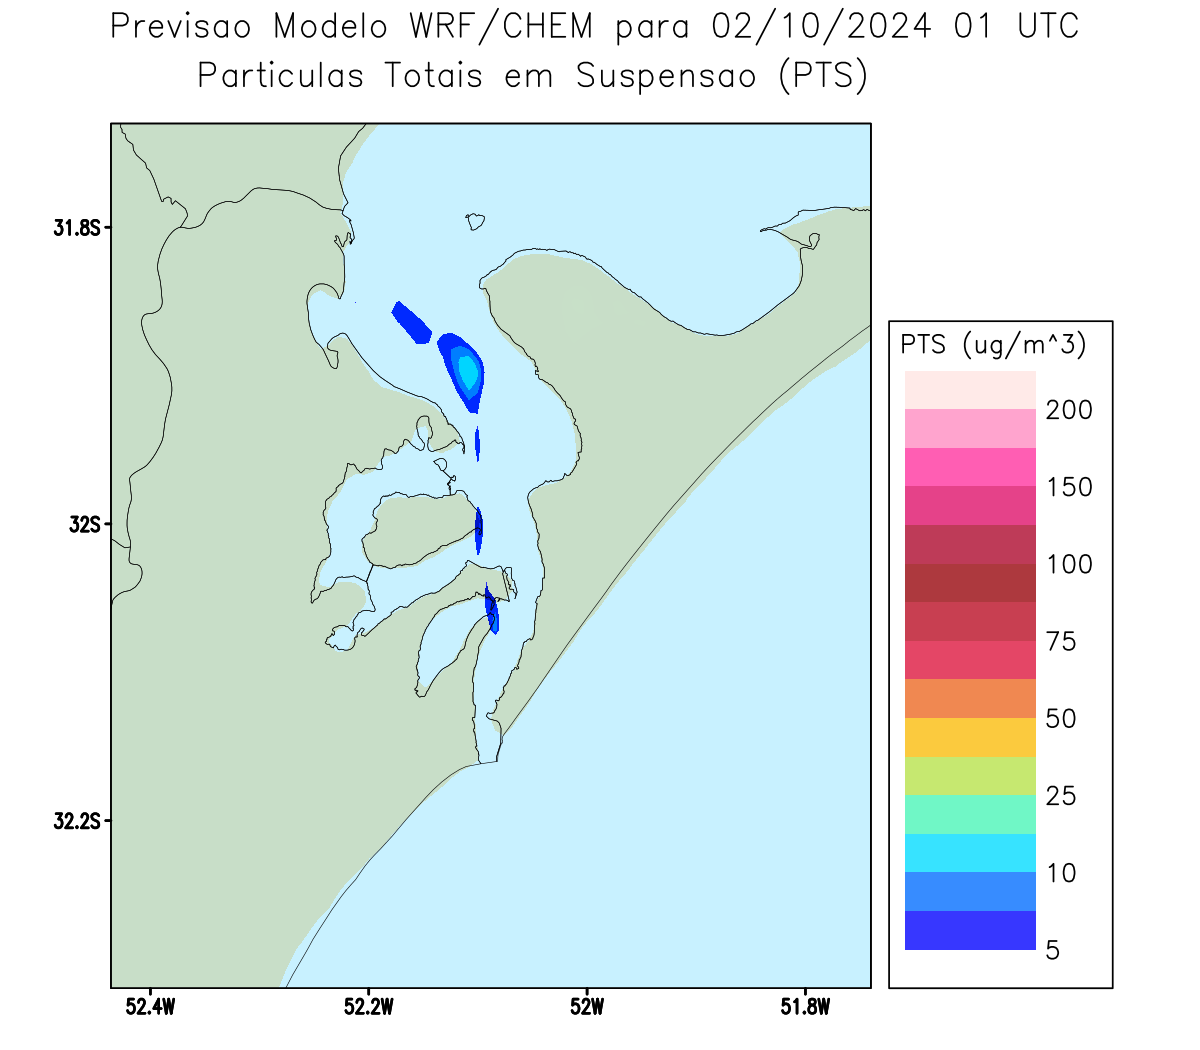 Previsao Modelo WRF/CHEM para 02/10/2024 01 UTC
Particulas Totais em Suspensao (PTS)
31.8S
32S
32.2S
52.4W 52.2W 52W 51.8W
PTS (ug/m^3)
200
150
100
75
50
25
10
5